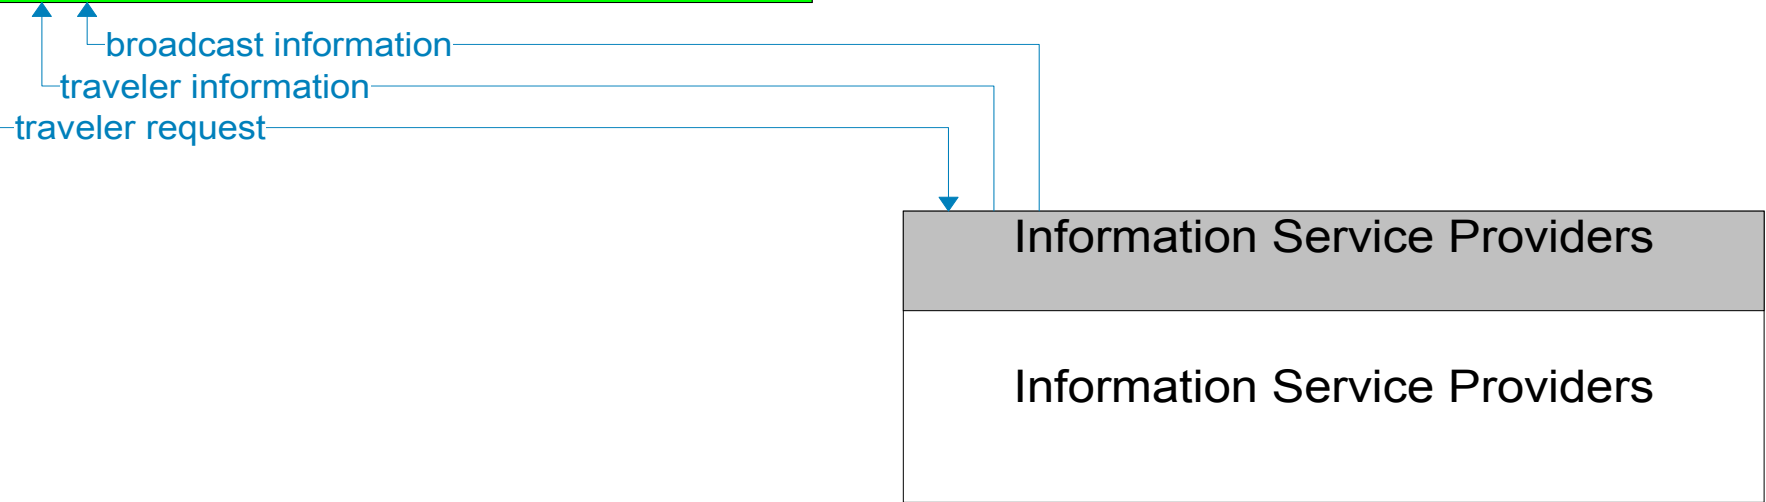 broadcast information
traveler information
traveler request
Information Service Providers
Information Service Providers